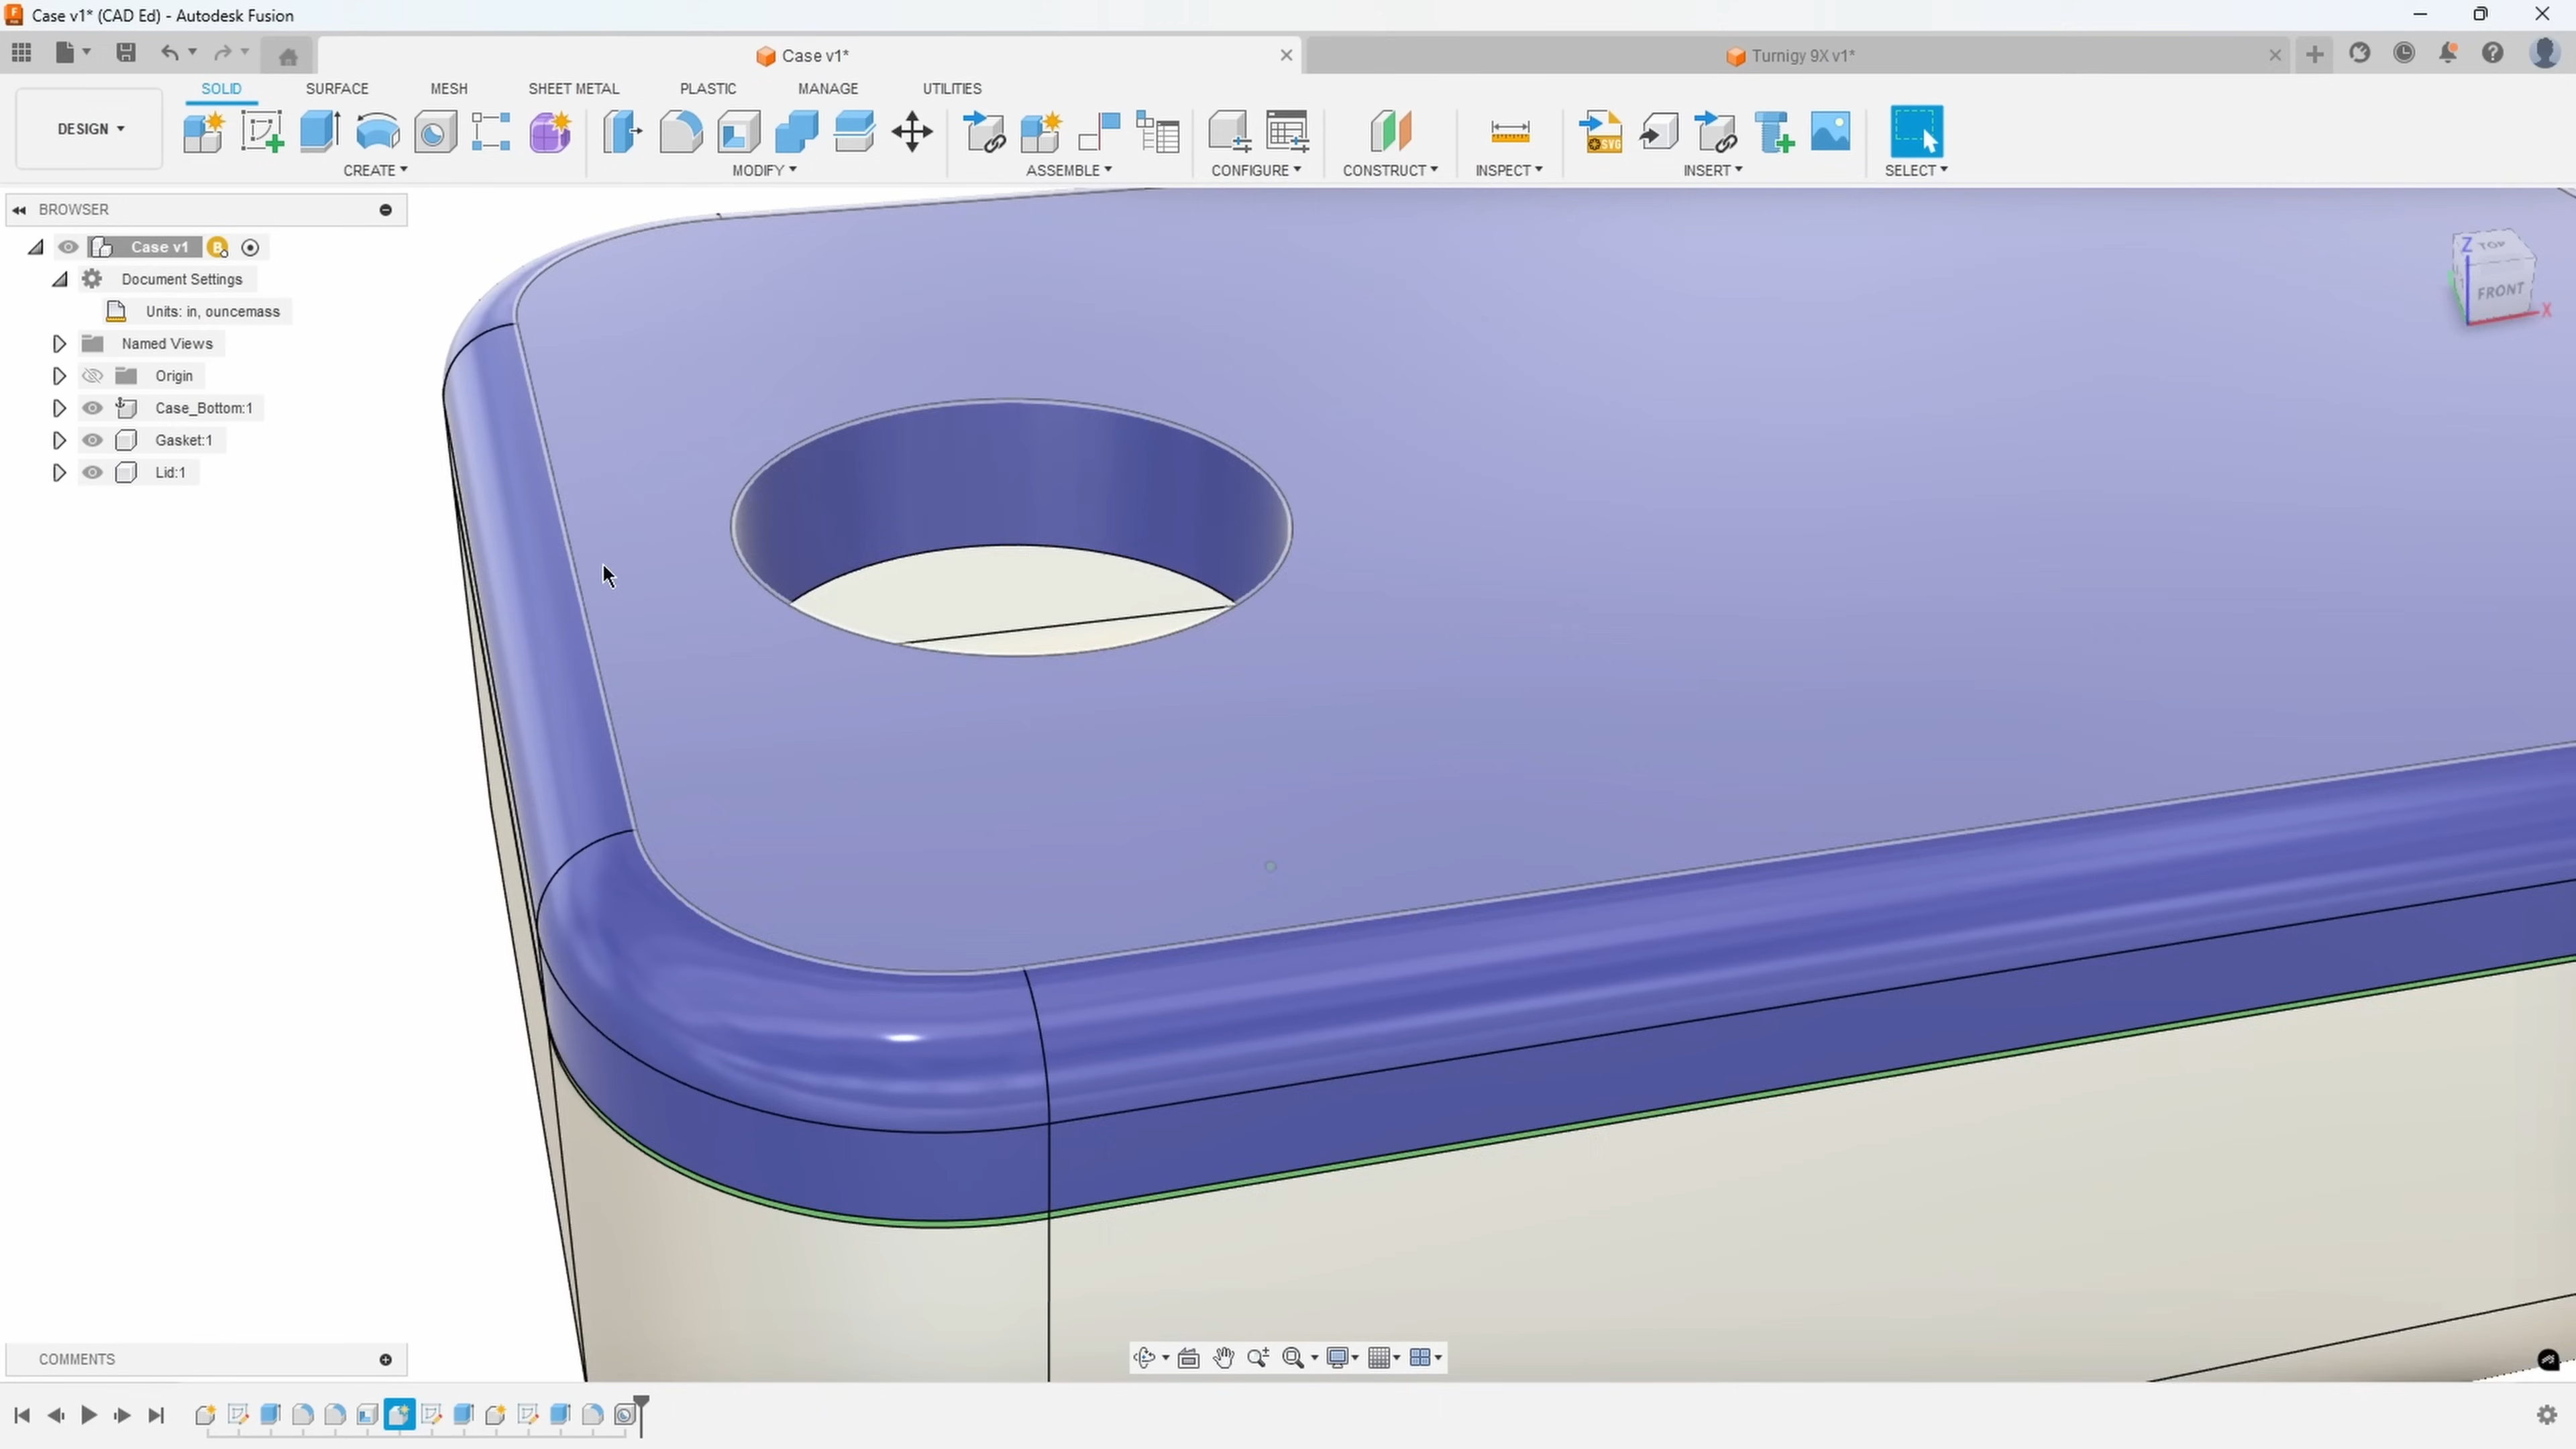 Case v1* (CAD Ed) - Autodesk Fusion
Case v1*
Turnigy 9X v1*
SOLID SURFACE MESH SHEET METAL PLASTIC MANAGE UTILITIES
DESIGN
SVG
CREATE MODIFY ASSEMBLE CONFIGURE CONSTRUCT INSPECT INSERT SELECT
BROWSER
Case v1
B
Document Settings
Units: in, ouncemass
Named Views
Origin
Case_Bottom:1
Gasket:1
Lid:1
Z
TOP
FRONT
X
COMMENTS